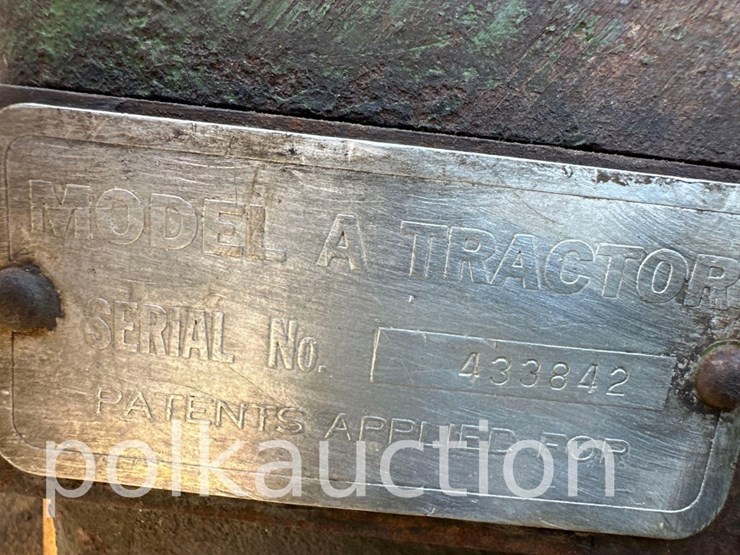 MODEL A TRACTOR
SERIAL No. 433842
PATENTS APPLIED FOR
polkauction